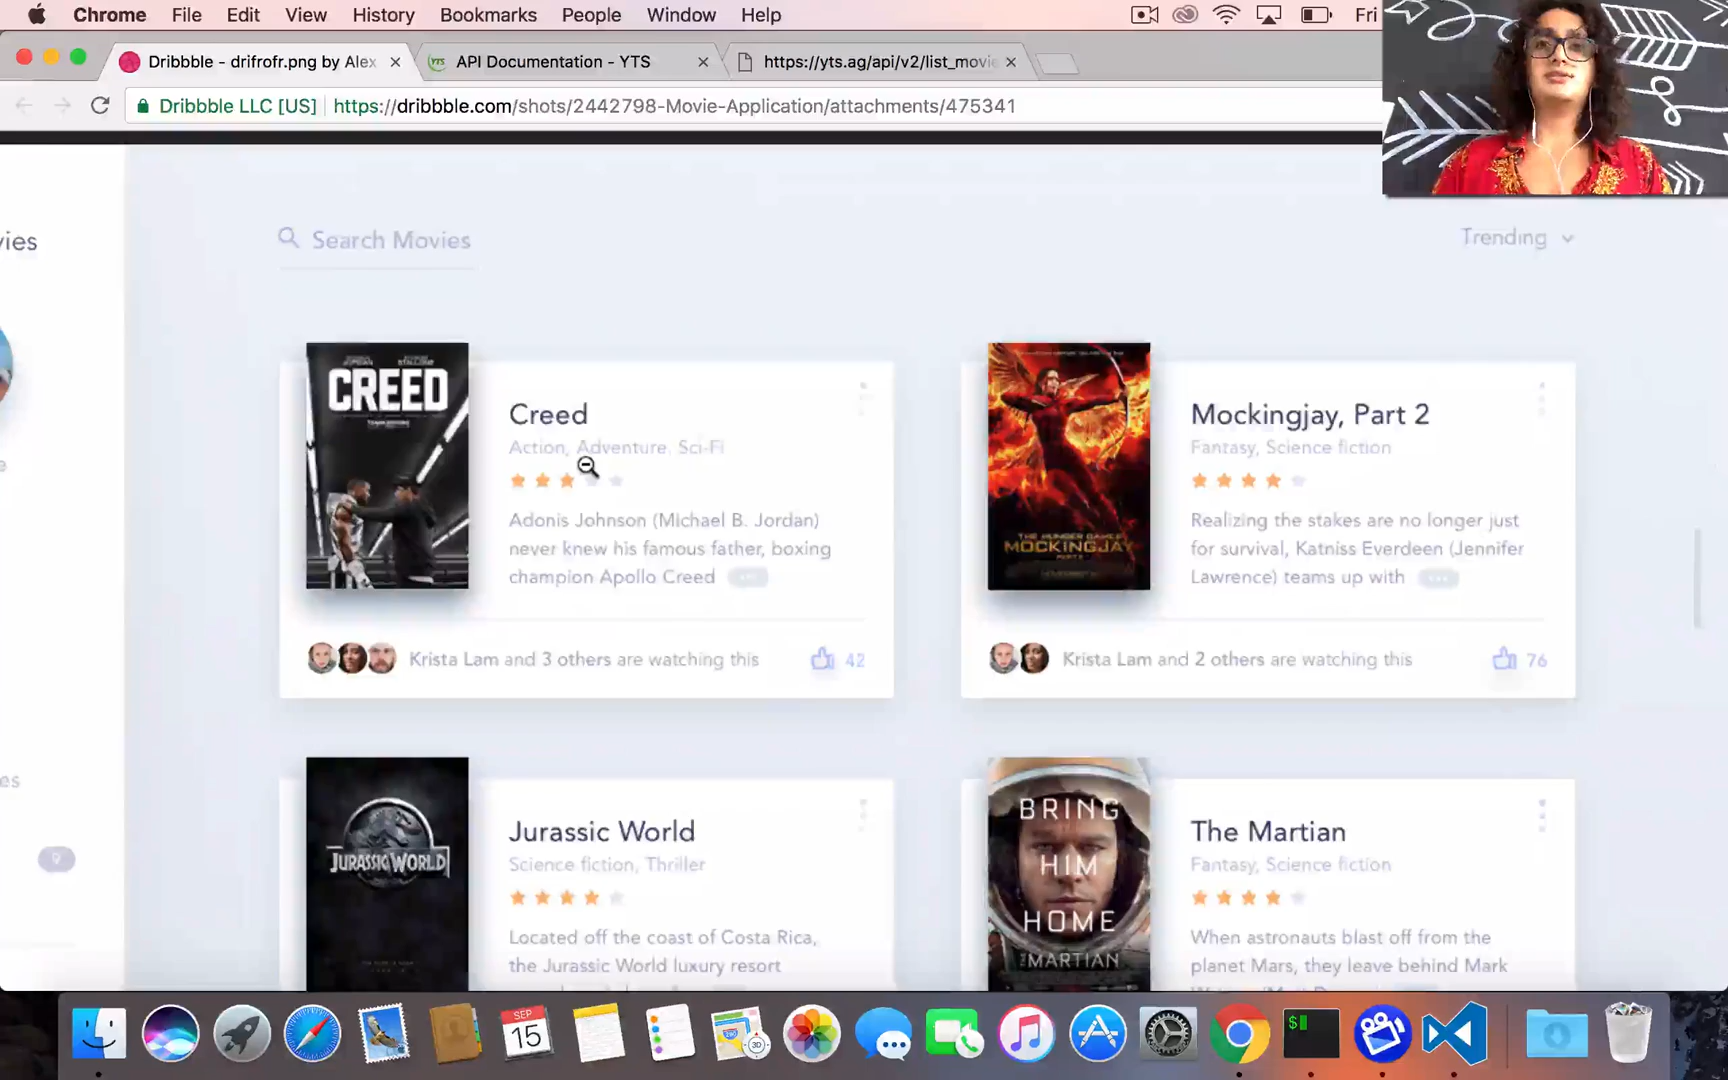 Chrome File Edit View History Bookmarks People Window Help Fri
Dribbble - drifrofr.png by Alex API Documentation - YTS https://yts.ag/api/v2/list_movie
Dribbble LLC [US] https://dribbble.com/shots/2442798-Movie-Application/attachments/475341
vies
Search Movies
Trending
CREED
Creed
Action, Adventure. Sci-Fi
Adonis Johnson (Michael B. Jordan)
never knew his famous father, boxing
champion Apollo Creed
Krista Lam and 3 others are watching this 42
THE HUNGER GAMES
MOCKINGJAY
Mockingjay, Part 2
Fantasy, Science fiction
Realizing the stakes are no longer just
for survival, Katniss Everdeen (Jennifer
Lawrence) teams up with
Krista Lam and 2 others are watching this 76
es
JURASSIC WORLD
Jurassic World
Science fiction, Thriller
Located off the coast of Costa Rica,
the Jurassic World luxury resort
BRING
HIM
HOME
MARTIAN
The Martian
Fantasy, Science fiction
When astronauts blast off from the
planet Mars, they leave behind Mark
SEP
15
3D
$